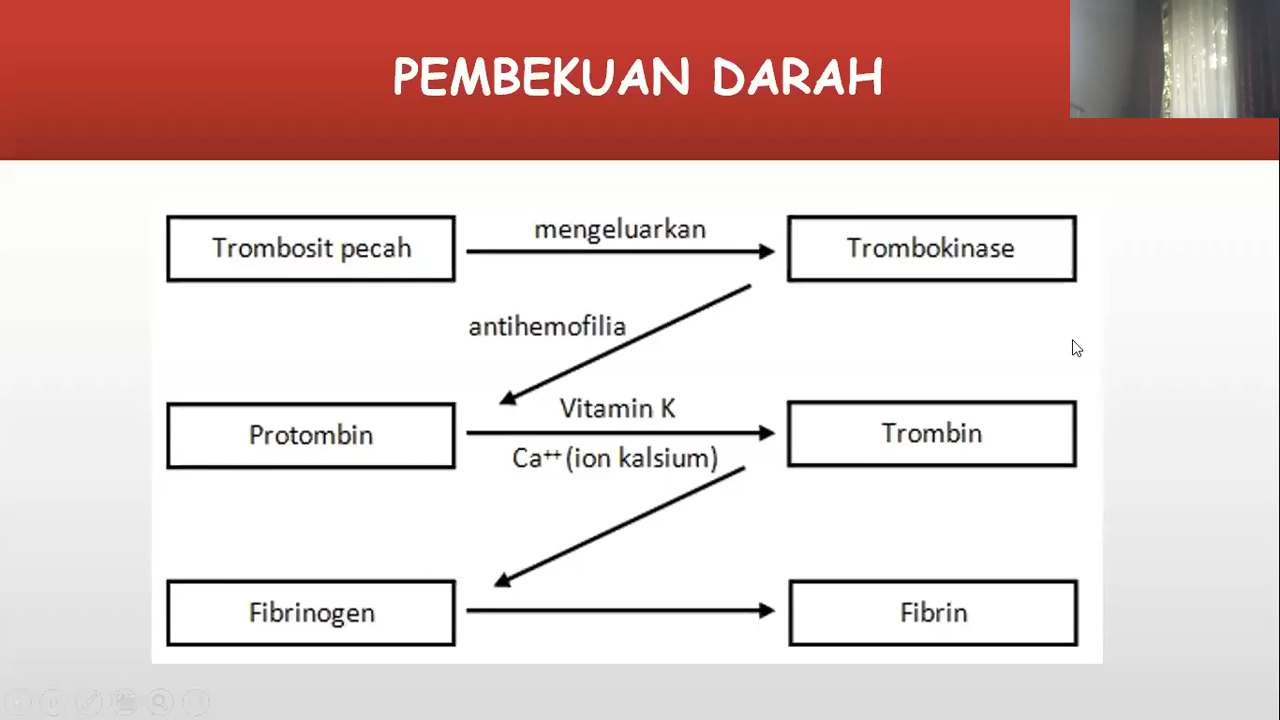 PEMBEKUAN DARAH
Trombosit pecah
mengeluarkan
Trombokinase
antihemofilia
Protombin
Vitamin K
Ca⁺⁺ (ion kalsium)
Trombin
Fibrinogen
Fibrin